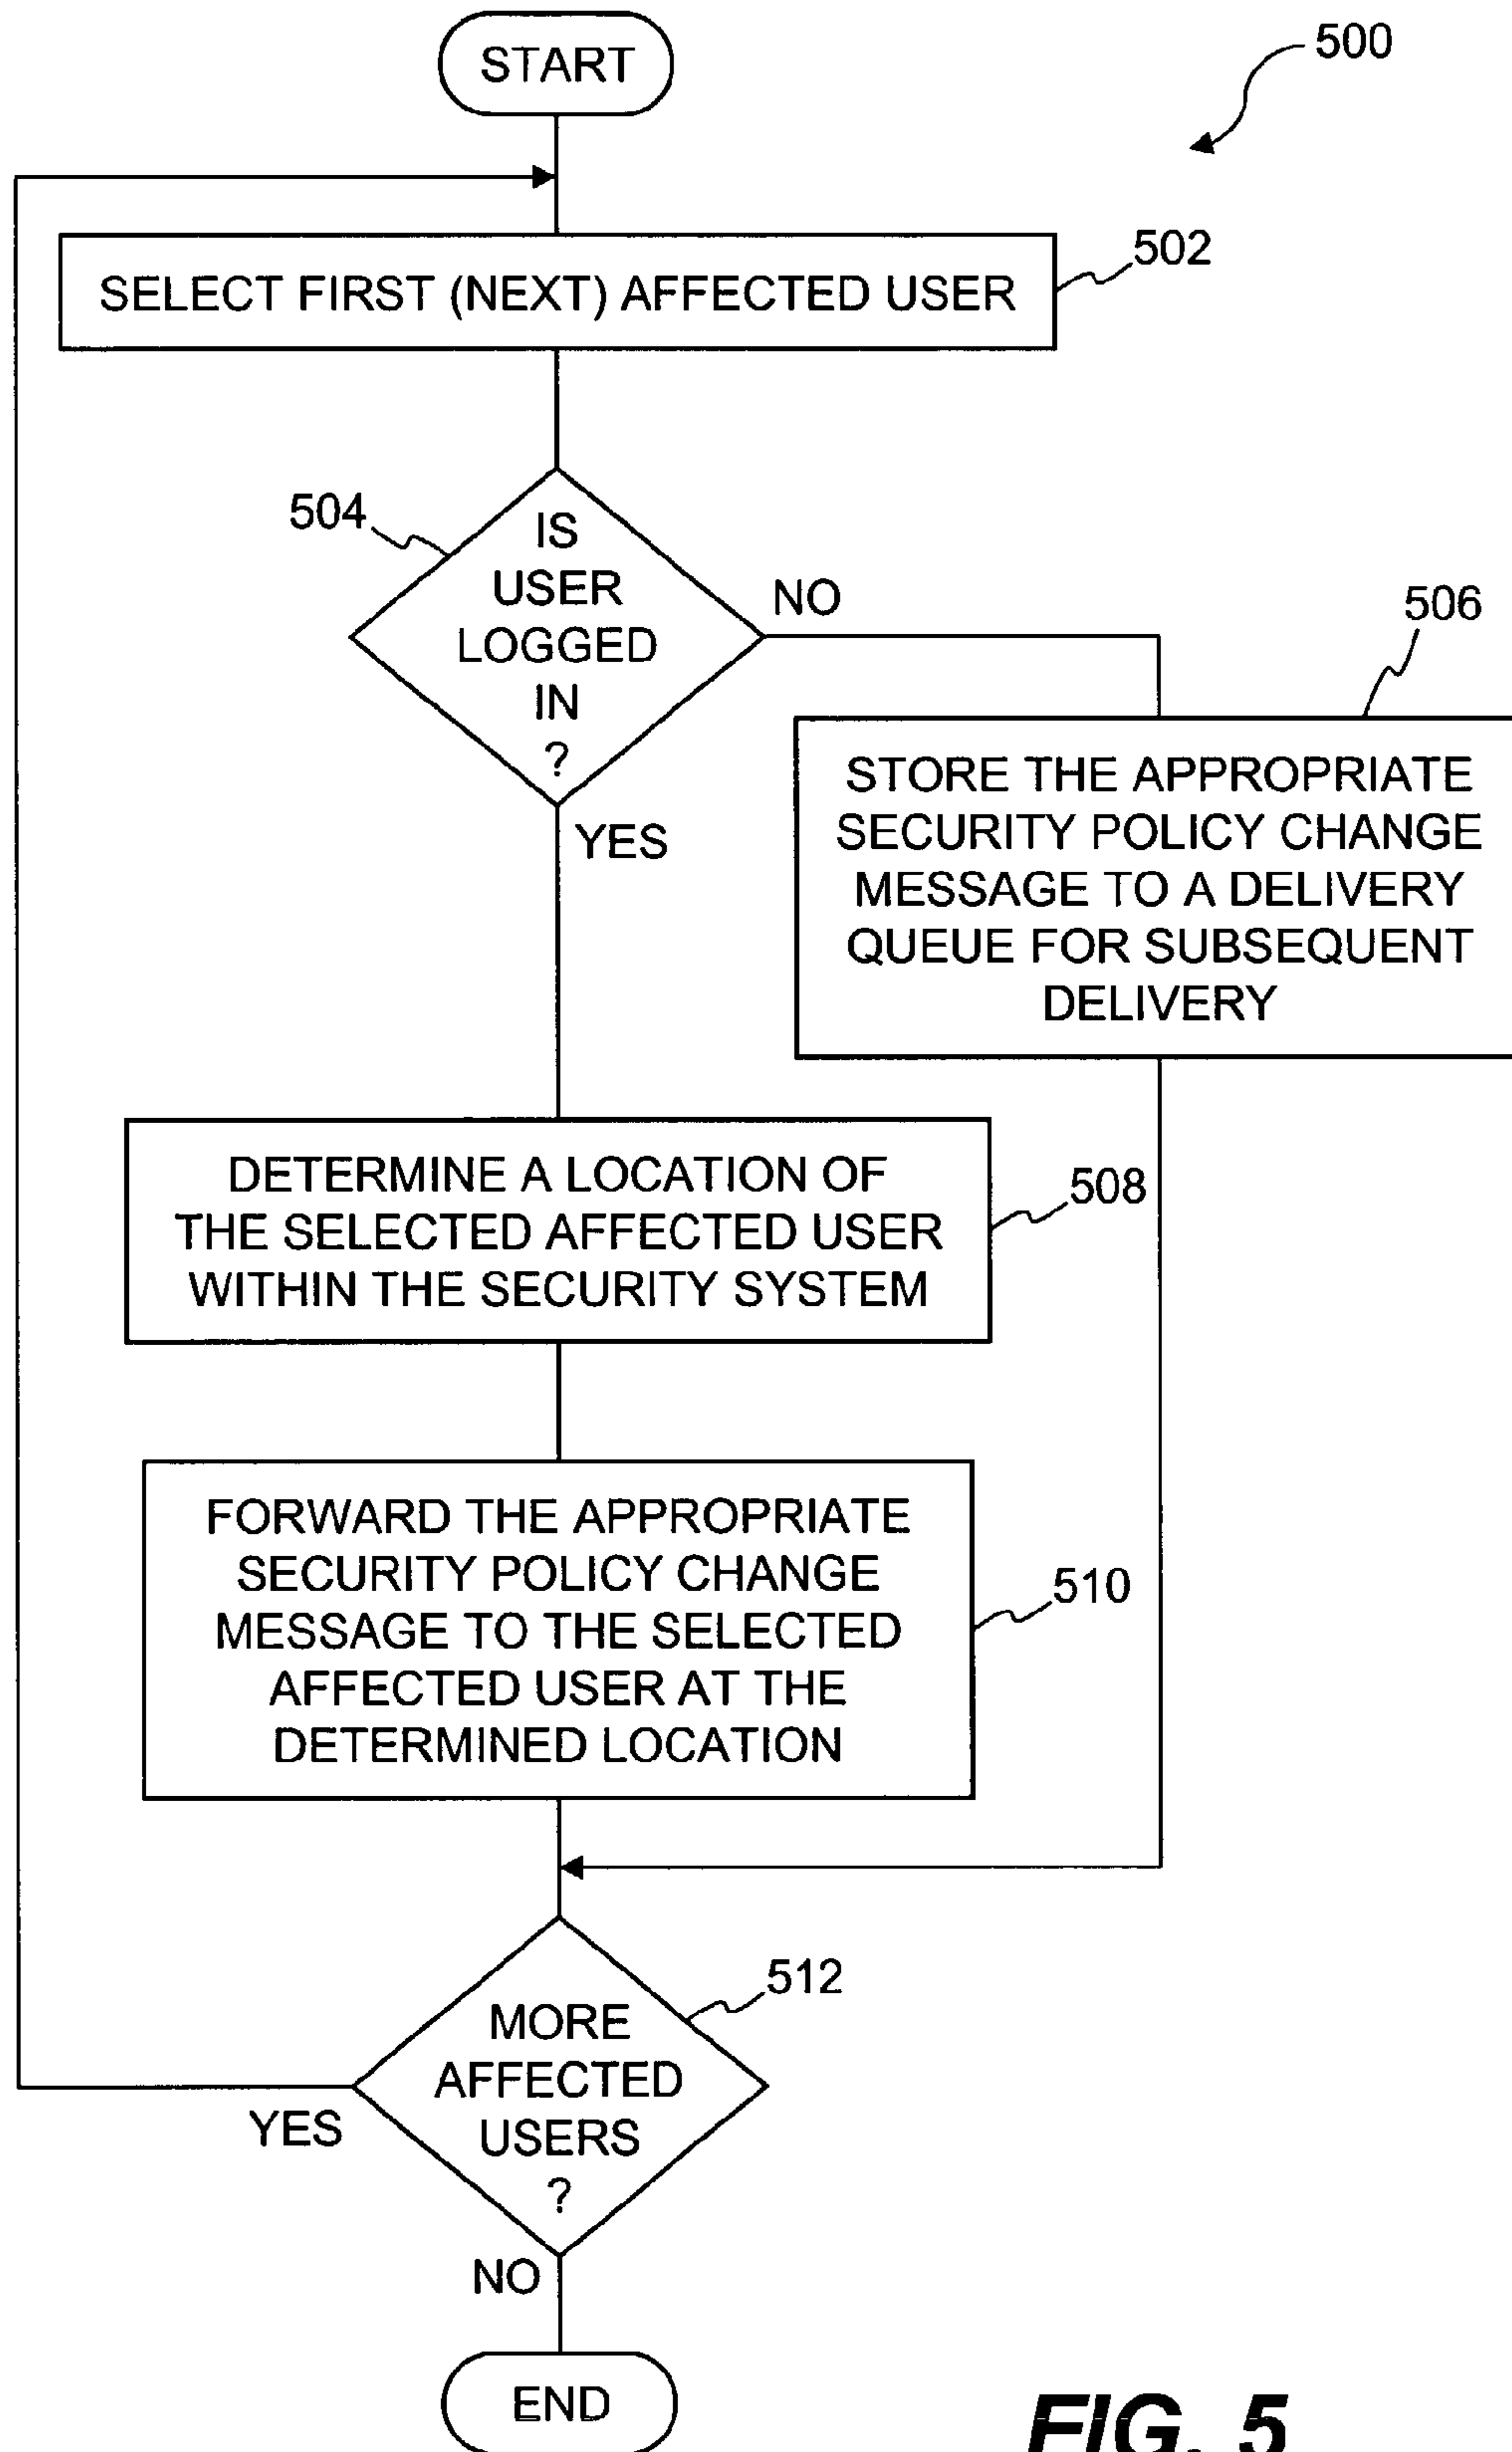 START
500
SELECT FIRST (NEXT) AFFECTED USER
502
504
IS
USER
LOGGED
IN
?
NO
YES
506
STORE THE APPROPRIATE
SECURITY POLICY CHANGE
MESSAGE TO A DELIVERY
QUEUE FOR SUBSEQUENT
DELIVERY
DETERMINE A LOCATION OF
THE SELECTED AFFECTED USER
WITHIN THE SECURITY SYSTEM
508
FORWARD THE APPROPRIATE
SECURITY POLICY CHANGE
MESSAGE TO THE SELECTED
AFFECTED USER AT THE
DETERMINED LOCATION
510
512
MORE
AFFECTED
USERS
?
YES
NO
END
FIG. 5